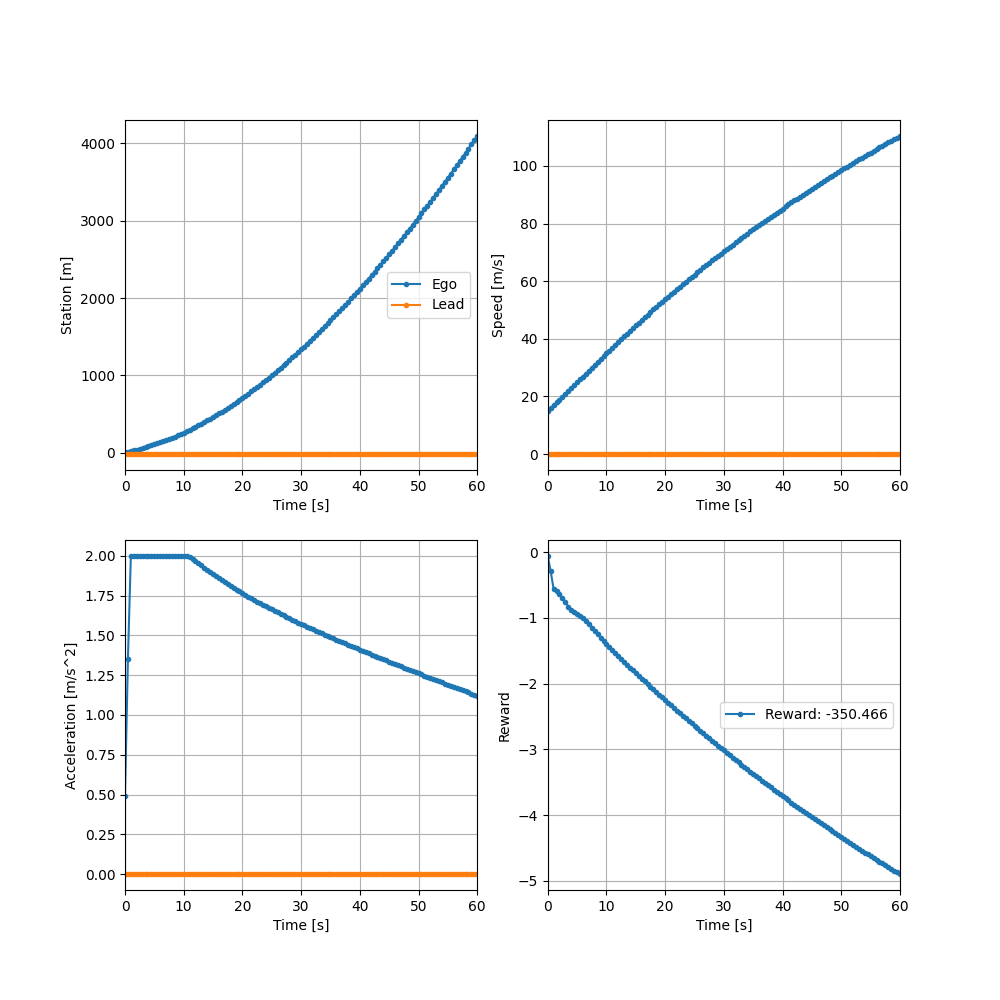 4000
3000
2000
1000
0
Station [m]
Ego
Lead
0 10 20 30 40 50 60
Time [s]
100
80
60
40
20
0
Speed [m/s]
0 10 20 30 40 50 60
Time [s]
2.00
1.75
1.50
1.25
1.00
0.75
0.50
0.25
0.00
Acceleration [m/s^2]
0 10 20 30 40 50 60
Time [s]
0
−1
−2
−3
−4
−5
Reward
Reward: -350.466
0 10 20 30 40 50 60
Time [s]